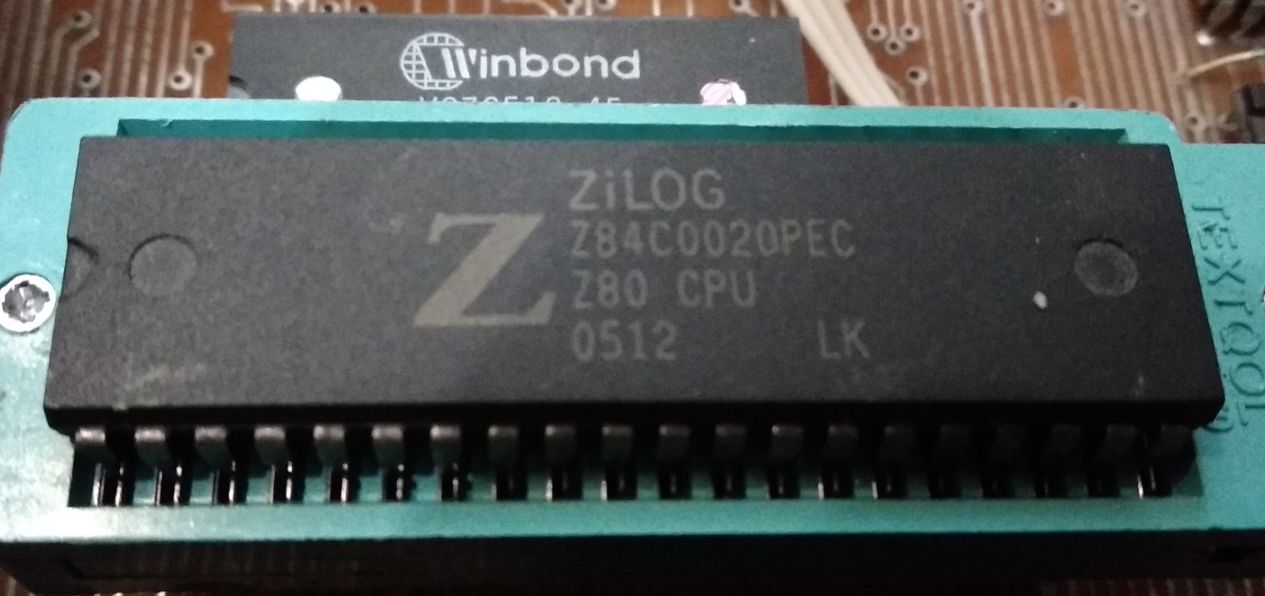 Winbond
ZiLOG
Z84C0020PEC
Z80 CPU
0512 LK
TEXTOOL